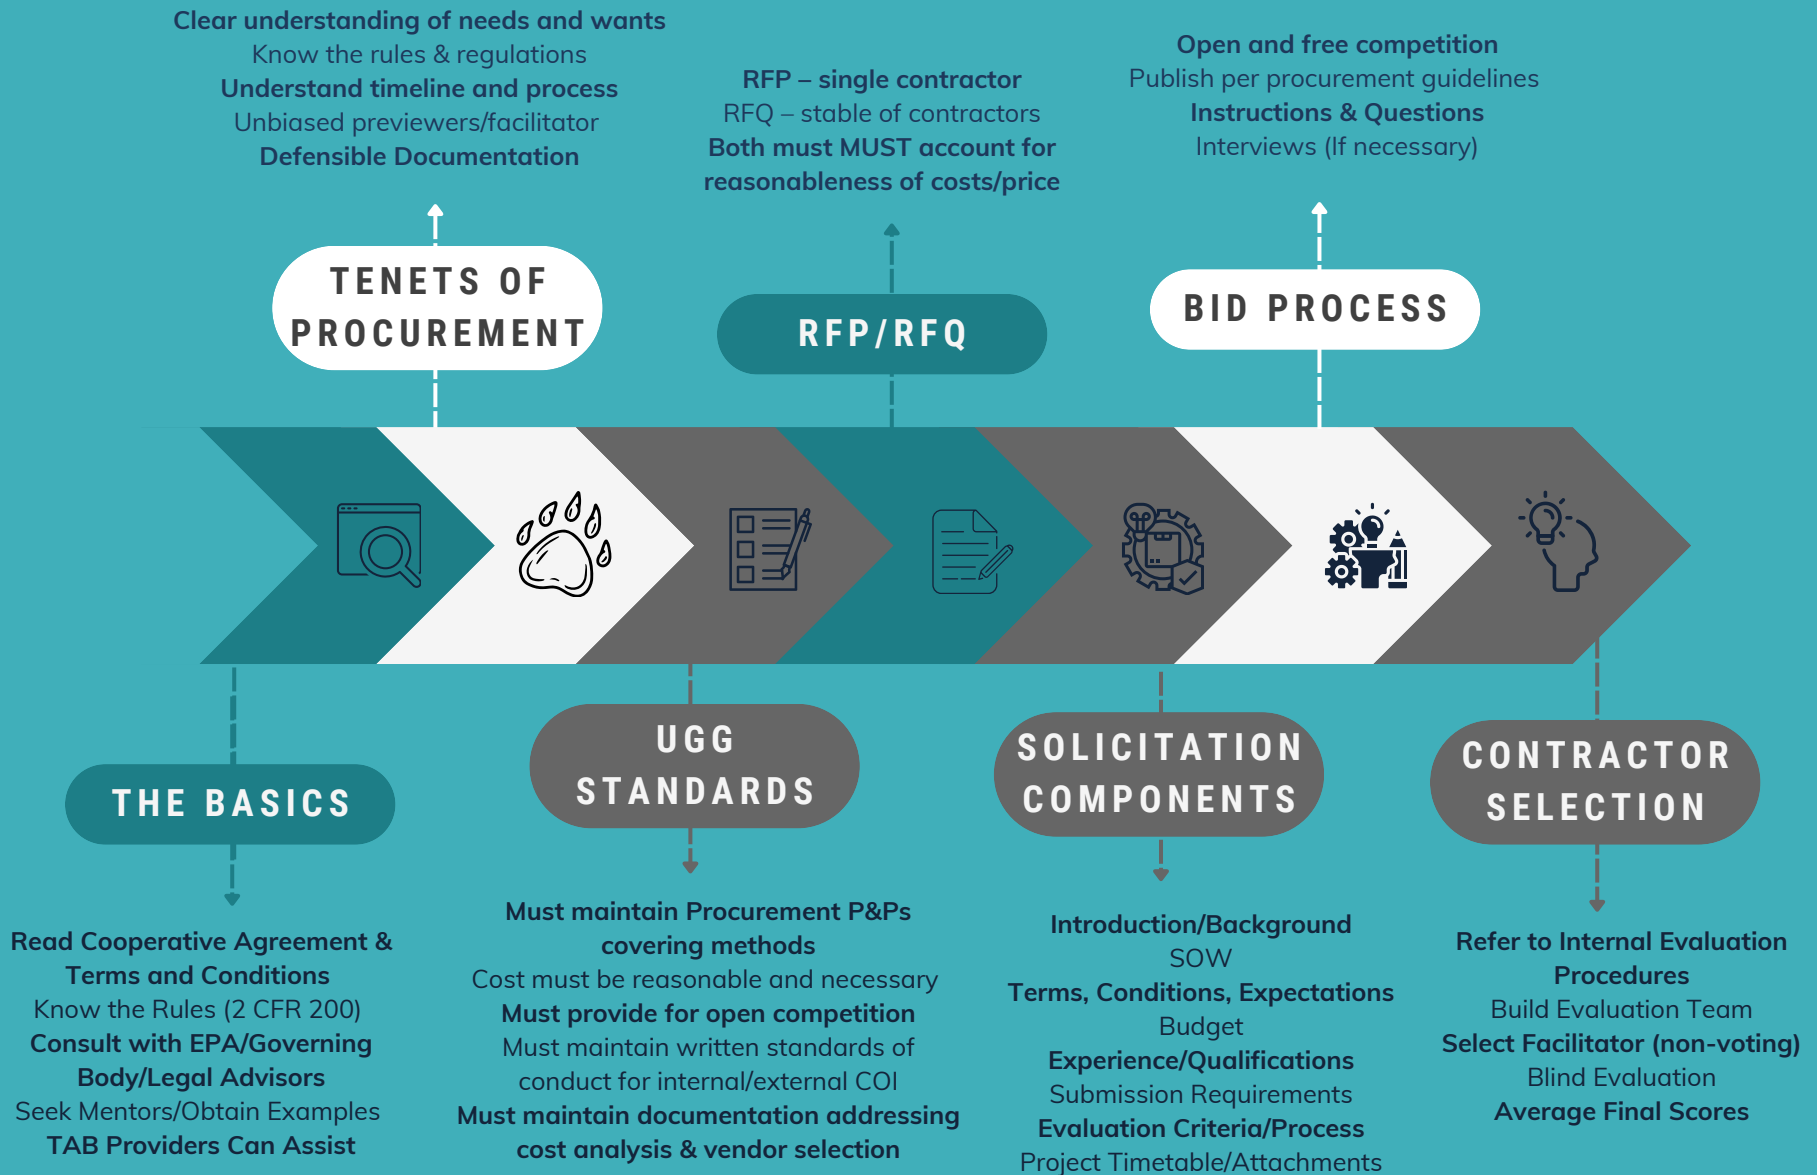 Clear understanding of needs and wants
Know the rules & regulations
Understand timeline and process
Unbiased previewers/facilitator
Defensible Documentation
TENETS OF
PROCUREMENT
RFP – single contractor
RFQ – stable of contractors
Both must MUST account for
reasonableness of costs/price
RFP/RFQ
Open and free competition
Publish per procurement guidelines
Instructions & Questions
Interviews (If necessary)
BID PROCESS
THE BASICS
Read Cooperative Agreement &
Terms and Conditions
Know the Rules (2 CFR 200)
Consult with EPA/Governing
Body/Legal Advisors
Seek Mentors/Obtain Examples
TAB Providers Can Assist
UGG
STANDARDS
Must maintain Procurement P&Ps
covering methods
Cost must be reasonable and necessary
Must provide for open competition
Must maintain written standards of
conduct for internal/external COI
Must maintain documentation addressing
cost analysis & vendor selection
SOLICITATION
COMPONENTS
Introduction/Background
SOW
Terms, Conditions, Expectations
Budget
Experience/Qualifications
Submission Requirements
Evaluation Criteria/Process
Project Timetable/Attachments
CONTRACTOR
SELECTION
Refer to Internal Evaluation
Procedures
Build Evaluation Team
Select Facilitator (non-voting)
Blind Evaluation
Average Final Scores